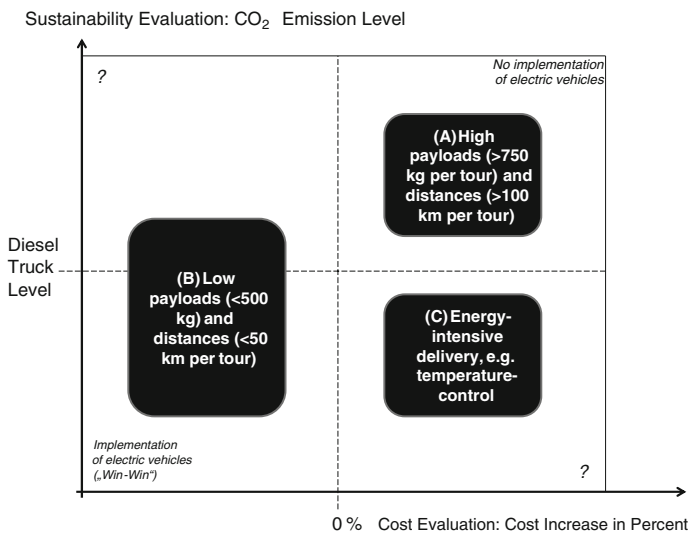 Sustainability Evaluation: CO₂ Emission Level
?
No implementation
of electric vehicles
(A) High
payloads (>750
kg per tour) and
distances (>100
km per tour)
Diesel
Truck
Level
(B) Low
payloads (<500
kg) and
distances (<50
km per tour)
(C) Energy-
intensive
delivery, e.g.
temperature-
control
Implementation
of electric vehicles
(„Win-Win“)
?
0 % Cost Evaluation: Cost Increase in Percent